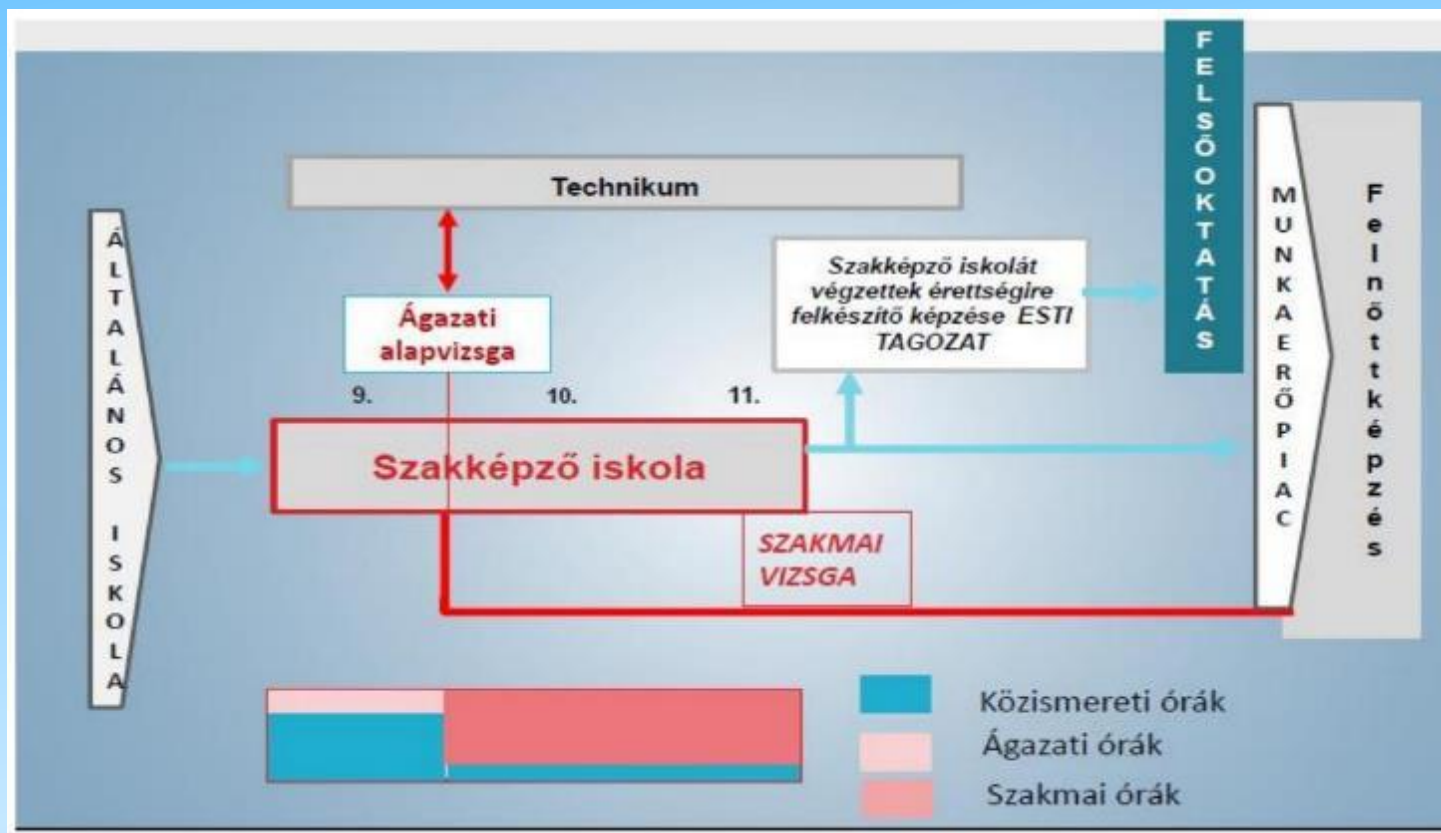 ÁLTALÁNOS ISKOLA
Technikum
Ágazati
alapvizsga
9. 10. 11.
Szakképző iskola
SZAKMAI
VIZSGA
Szakképző iskolát
végzettek érettségire
felkészítő képzése ESTI
TAGOZAT
FELSŐOKTATÁS
MUNKAERŐPIAC
Felnőttképzés
Közismereti órák
Ágazati órák
Szakmai órák